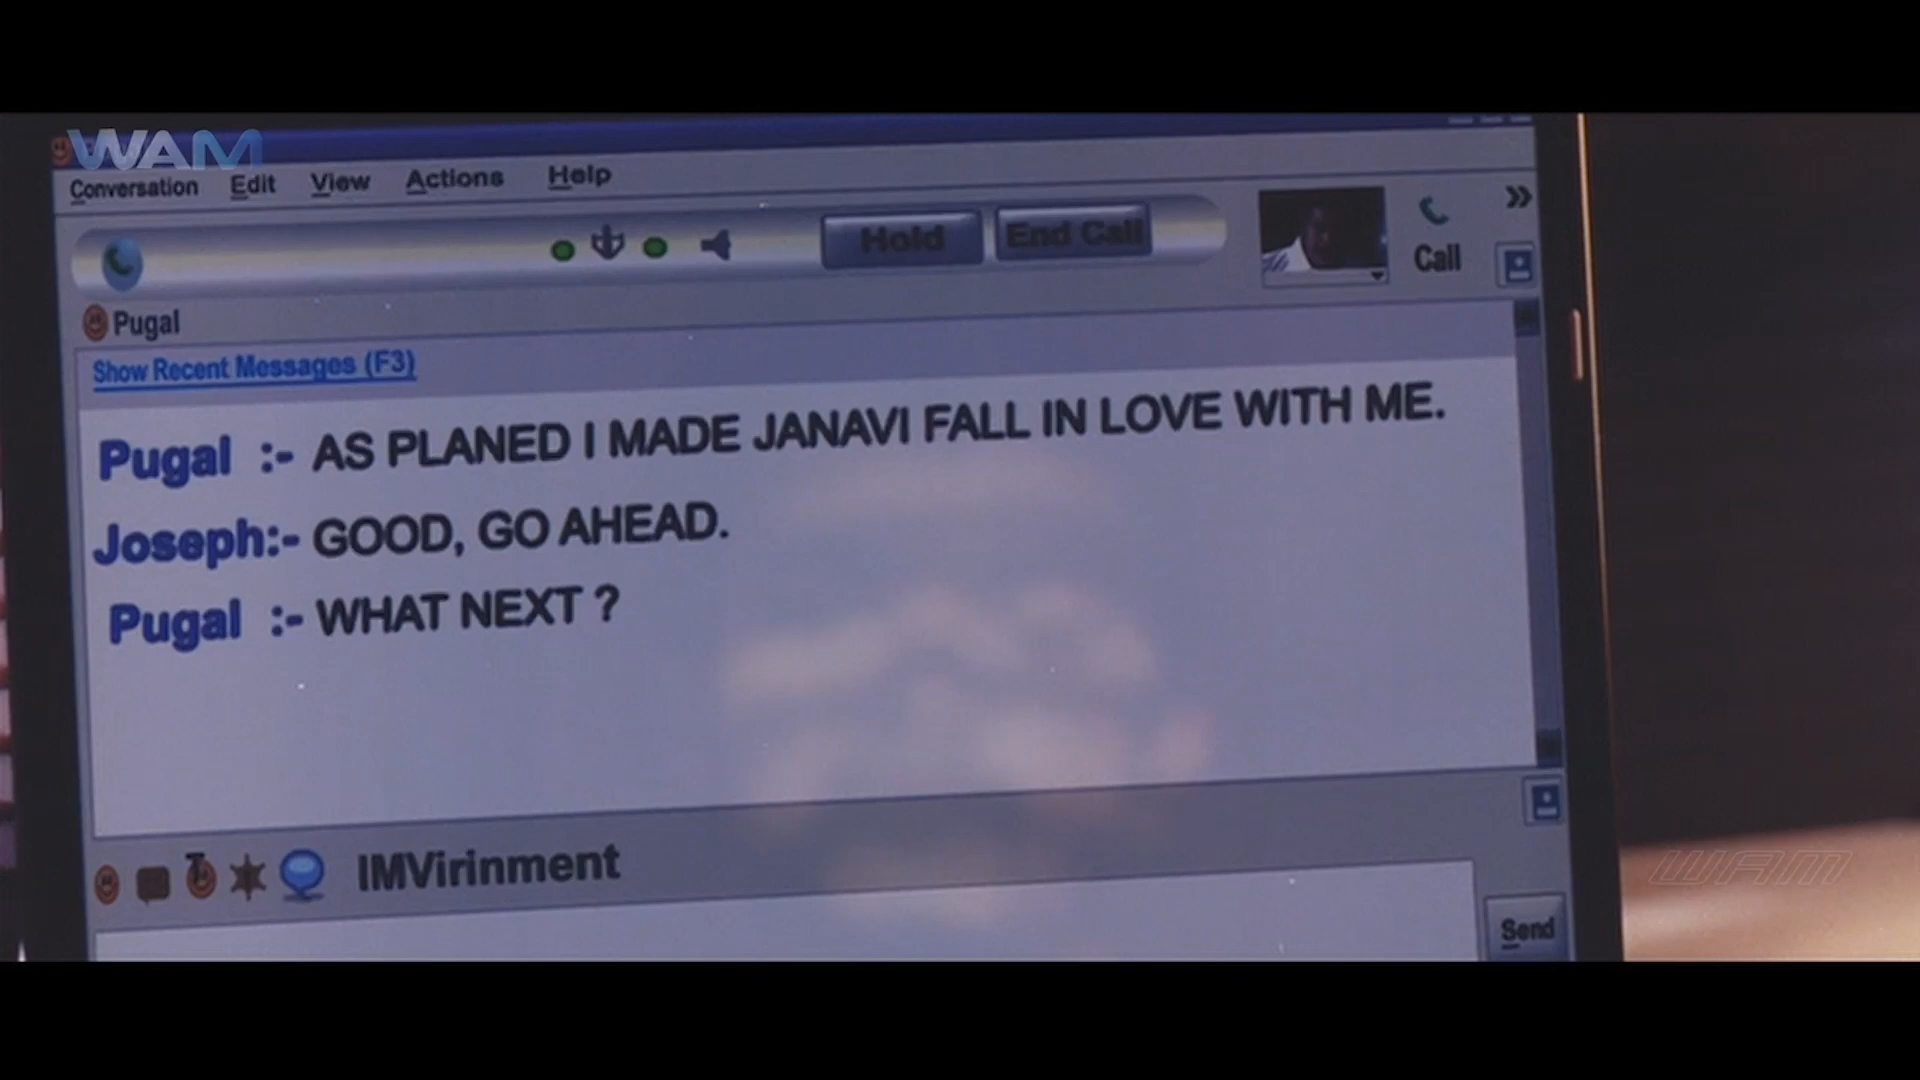 WAM
Conversation Edit View Actions Help
Hold End Call
Call
Pugal
Show Recent Messages (F3)
Pugal :- AS PLANED I MADE JANAVI FALL IN LOVE WITH ME.
Joseph:- GOOD, GO AHEAD.
Pugal :- WHAT NEXT ?
IMVirinment
WAM
Send